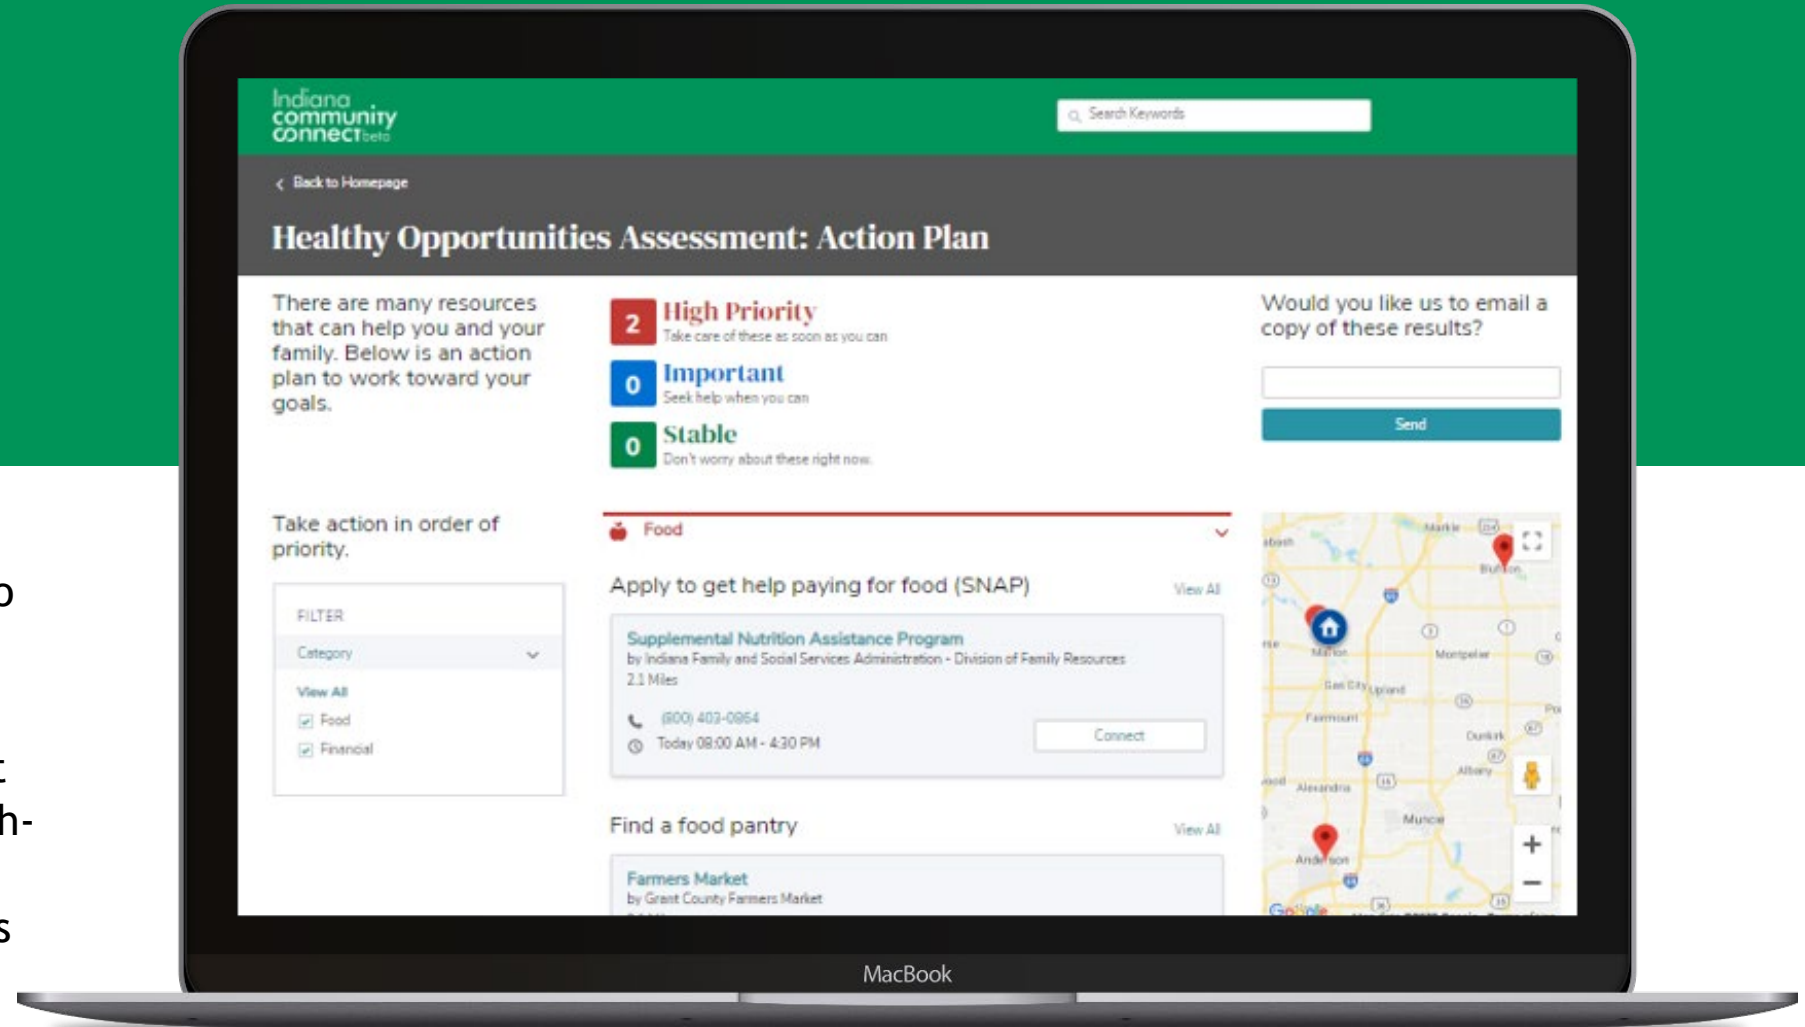 Indiana
community
connect beta
Search Keywords
Back to Homepage
Healthy Opportunities Assessment: Action Plan
There are many resources
that can help you and your
family. Below is an action
plan to work toward your
goals.
2
High Priority
Take care of these as soon as you can
0
Important
Seek help when you can
0
Stable
Don't worry about these right now.
Would you like us to email a
copy of these results?
Send
Take action in order of
priority.
FILTER
Category
View All
Food
Financial
Food
Apply to get help paying for food (SNAP)
View All
Supplemental Nutrition Assistance Program
by Indiana Family and Social Services Administration - Division of Family Resources
2.1 Miles
(800) 403-0864
Today 08:00 AM - 4:30 PM
Connect
Find a food pantry
View All
Farmers Market
by Grant County Farmers Market
Markle
Bluffton
Marion
Montpelier
Gas City
Upland
Fairmount
Dunkirk
Albany
Alexandria
Muncie
Anderson
Google
o
t
h-
s
MacBook